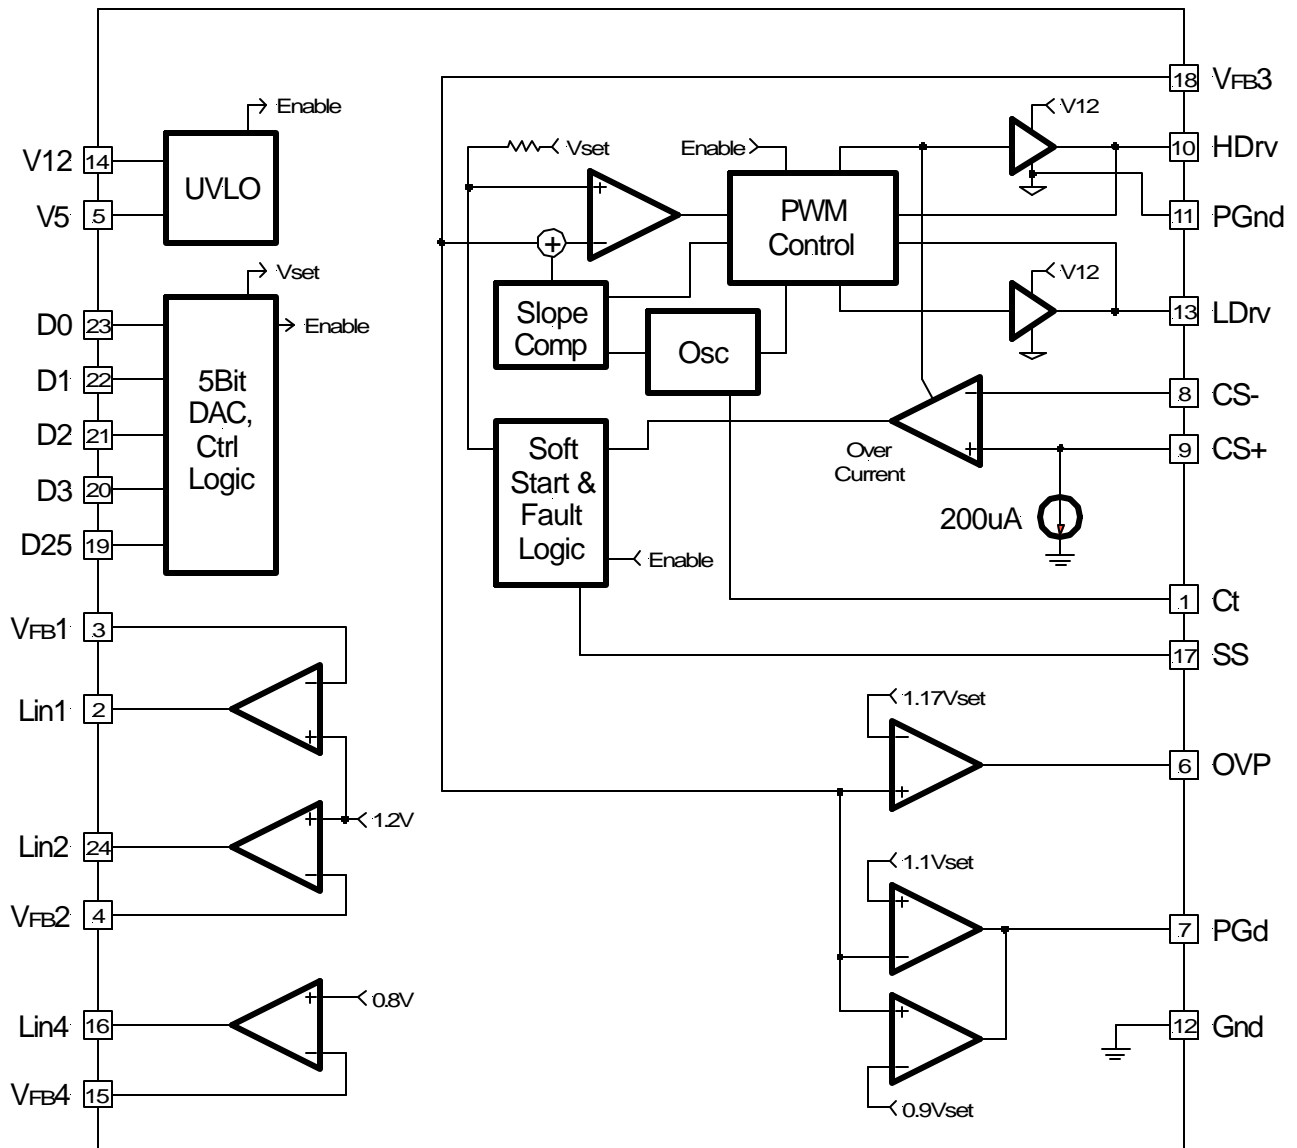 Enable
V12 14
V5 5
UVLO
Vset
Enable
D0 23
D1 22
D2 21
D3 20
D25 19
5Bit
DAC,
Ctrl
Logic
VFB1 3
Lin1 2
−
+
Lin2 24
+
−
1.2V
VFB2 4
Lin4 16
+
−
0.8V
VFB4 15
18 VFB3
Vset
Enable
V12
10 HDrv
+
−
+
PWM
Control
11 PGnd
Slope
Comp
Osc
V12
13 LDrv
−
+
8 CS-
9 CS+
Over
Current
200uA
Soft
Start &
Fault
Logic
Enable
1 Ct
17 SS
1.17Vset
−
+
6 OVP
1.1Vset
+
−
7 PGd
+
−
0.9Vset
12 Gnd